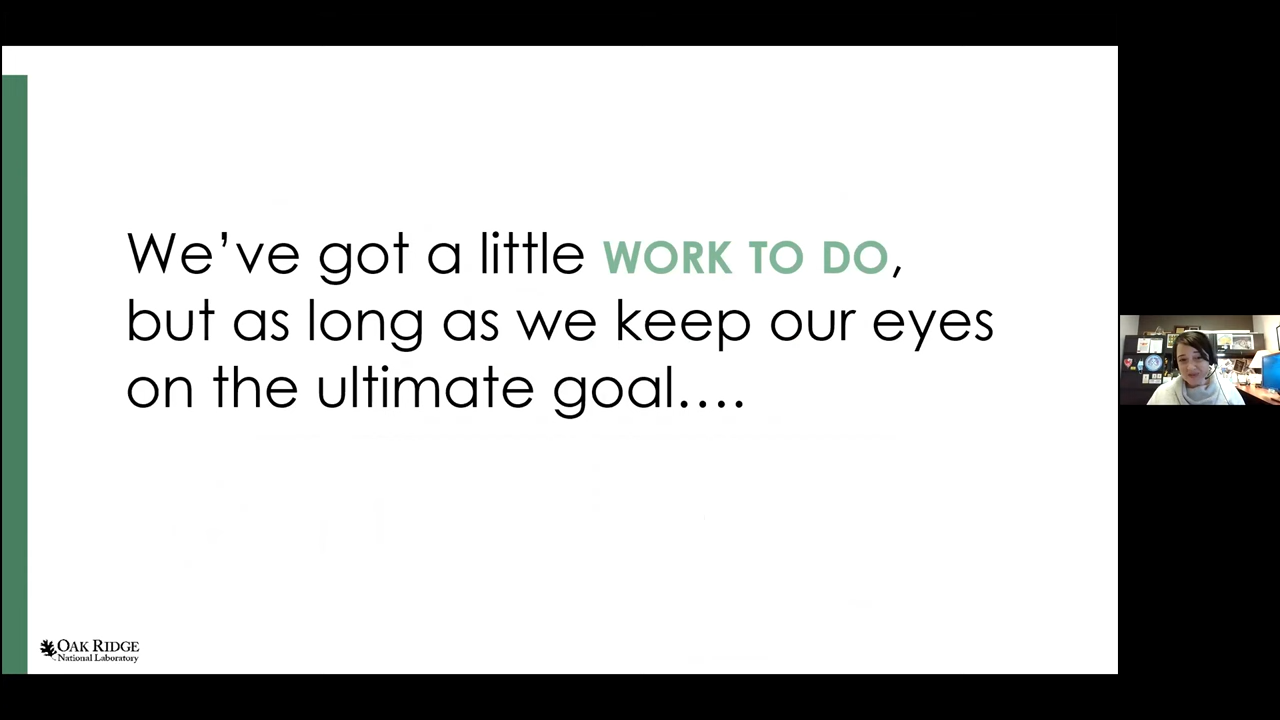 We’ve got a little WORK TO DO,
but as long as we keep our eyes
on the ultimate goal....
OAK RIDGE
National Laboratory